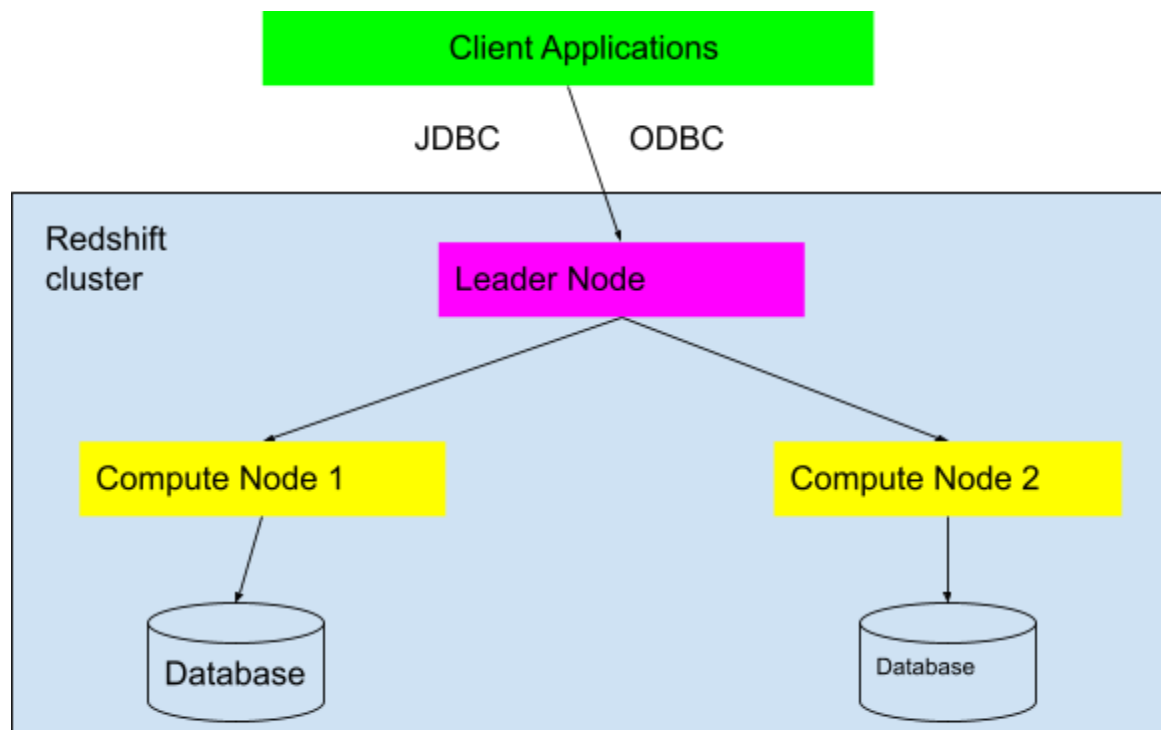 Client Applications
JDBC
ODBC
Redshift
cluster
Leader Node
Compute Node 1
Compute Node 2
Database
Database